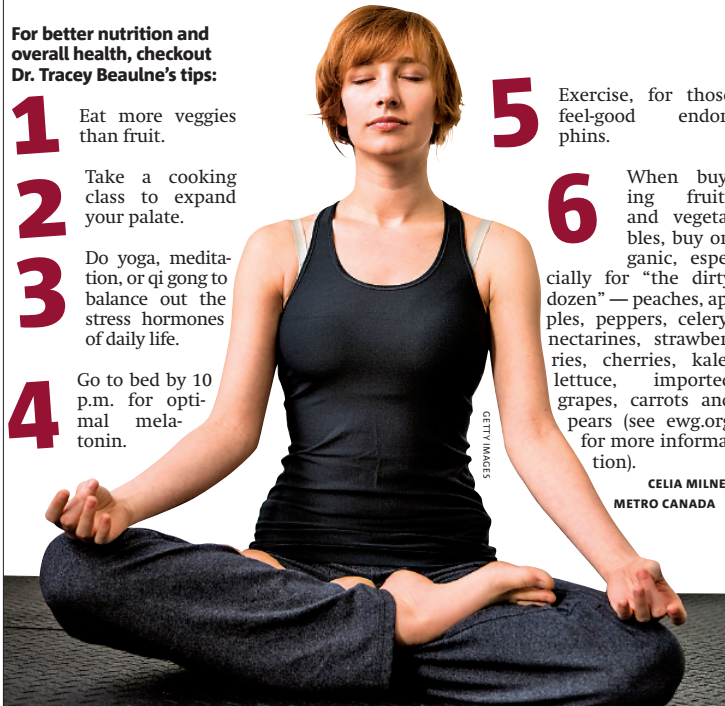 For better nutrition and
overall health, checkout
Dr. Tracey Beaulne's tips:
1
Eat more veggies
than fruit.
2
Take a cooking
class to expand
your palate.
3
Do yoga, medita-
tion, or qi gong to
balance out the
stress hormones
of daily life.
4
Go to bed by 10
p.m. for opti-
mal mela-
tonin.
5
Exercise, for those
feel-good endor
phins.
6
When buy
ing fruit
and vegeta
bles, buy or
ganic, espe
cially for “the dirty
dozen” — peaches, ap
ples, peppers, celery
nectarines, strawber
ries, cherries, kale
lettuce, imported
grapes, carrots and
pears (see ewg.org
for more informa
tion).
CELIA MILNE
METRO CANADA
GETTY IMAGES